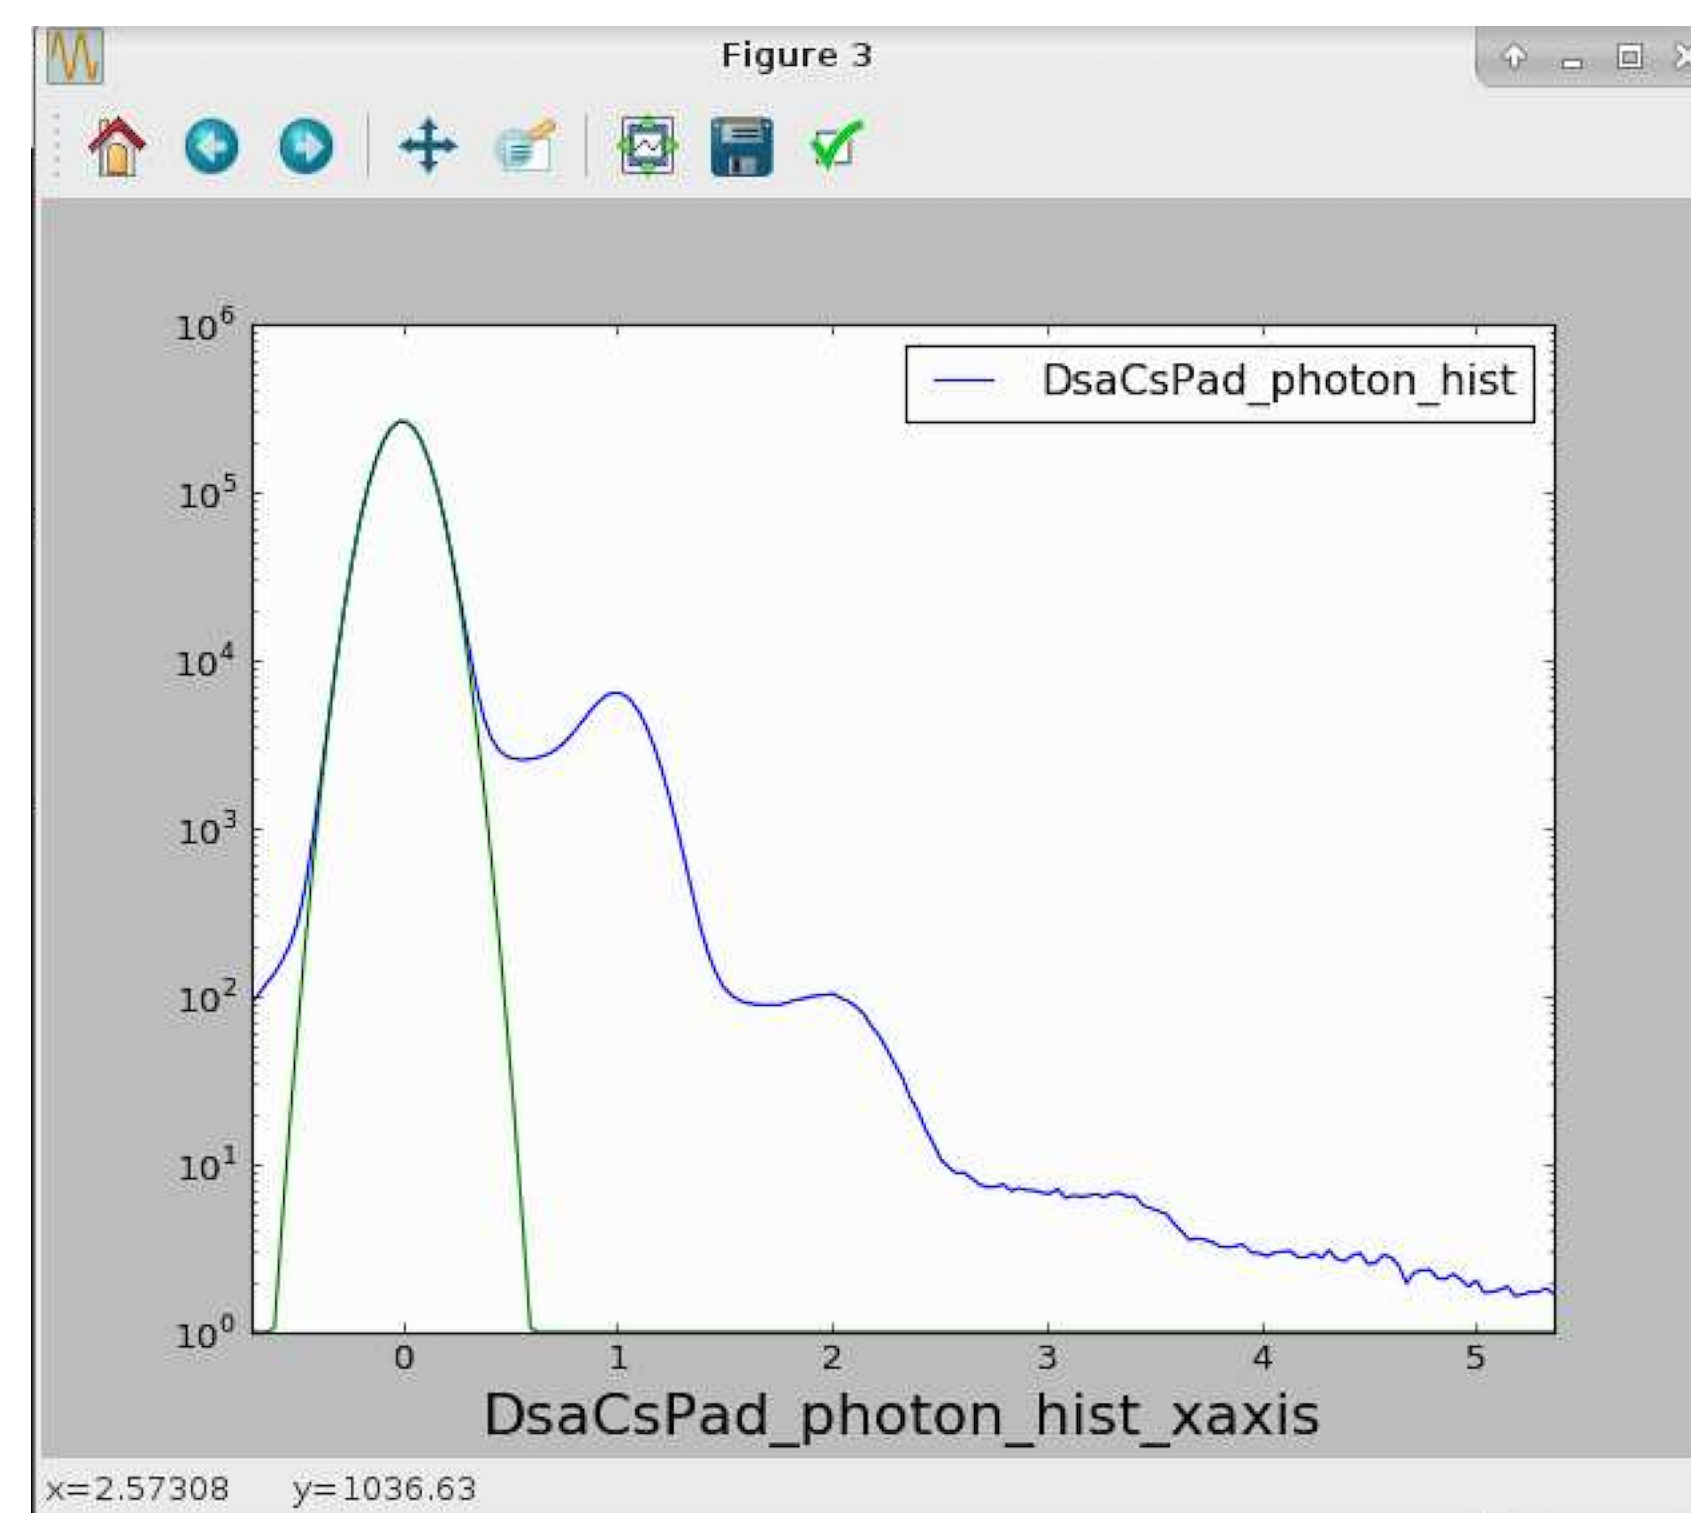 Figure 3
10^6
10^5
10^4
10^3
10^2
10^1
10^0
DsaCsPad_photon_hist
0 1 2 3 4 5
DsaCsPad_photon_hist_xaxis
x=2.57308 y=1036.63